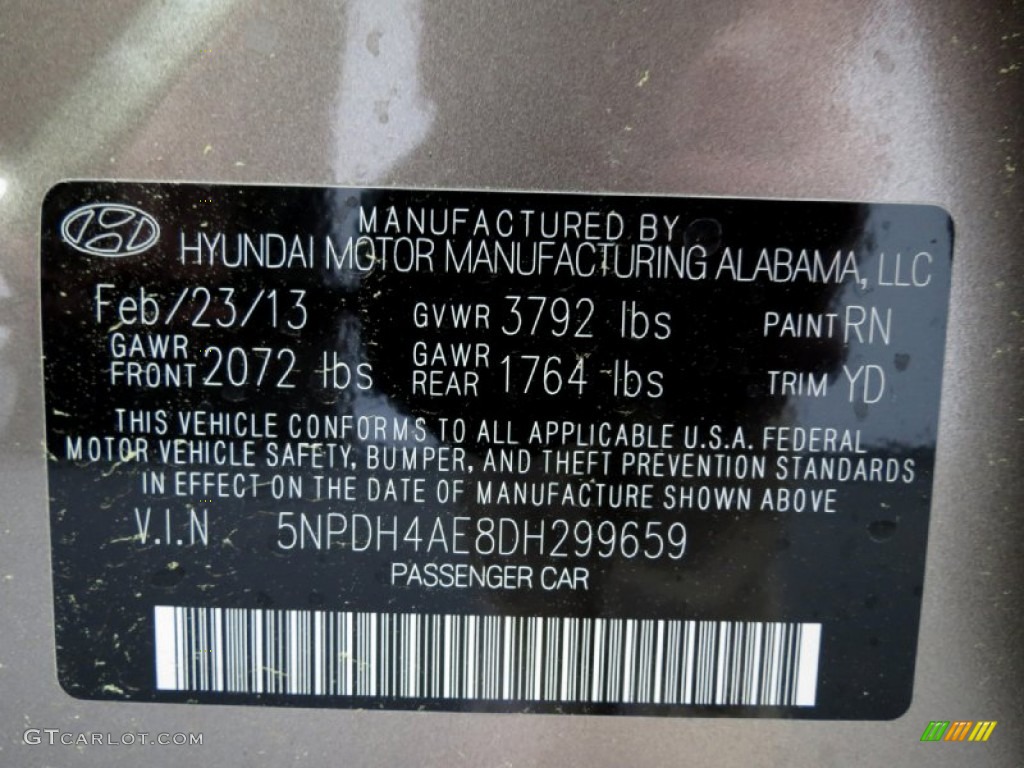 MANUFACTURED BY
HYUNDAI MOTOR MANUFACTURING ALABAMA, LLC
Feb/23/13 GVWR 3792 lbs PAINT RN
GAWR FRONT 2072 lbs GAWR REAR 1764 lbs TRIM YD
THIS VEHICLE CONFORMS TO ALL APPLICABLE U.S.A. FEDERAL
MOTOR VEHICLE SAFETY, BUMPER, AND THEFT PREVENTION STANDARDS
IN EFFECT ON THE DATE OF MANUFACTURE SHOWN ABOVE
V.I.N 5NPDH4AE8DH299659
PASSENGER CAR
GTCARLOT.COM